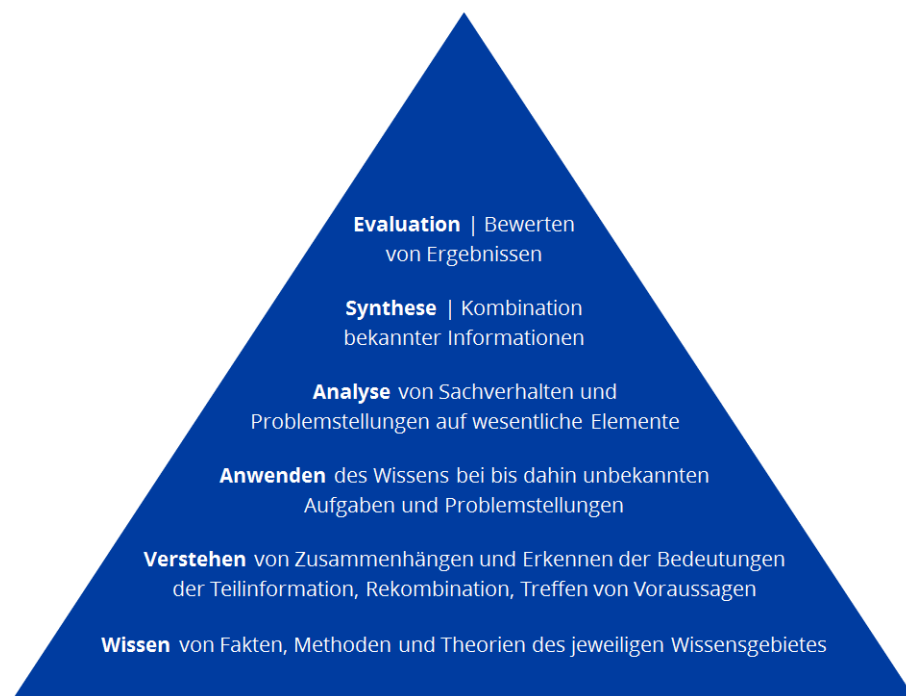 Evaluation | Bewerten
von Ergebnissen
Synthese | Kombination
bekannter Informationen
Analyse von Sachverhalten und
Problemstellungen auf wesentliche Elemente
Anwenden des Wissens bei bis dahin unbekannten
Aufgaben und Problemstellungen
Verstehen von Zusammenhängen und Erkennen der Bedeutungen
der Teilinformation, Rekombination, Treffen von Voraussagen
Wissen von Fakten, Methoden und Theorien des jeweiligen Wissensgebietes